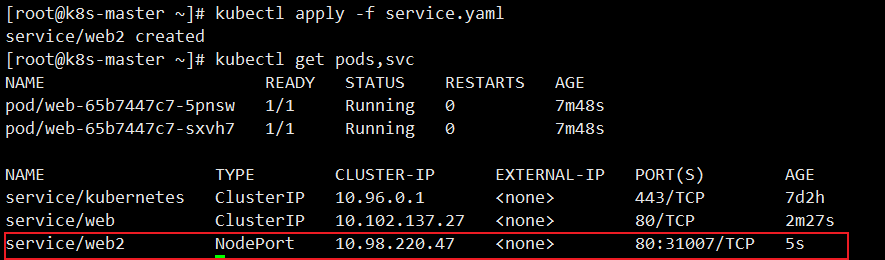 [root@k8s-master ~]# kubectl apply -f service.yaml
service/web2 created
[root@k8s-master ~]# kubectl get pods,svc
NAME READY STATUS RESTARTS AGE
pod/web-65b7447c7-5pnsw 1/1 Running 0 7m48s
pod/web-65b7447c7-sxvh7 1/1 Running 0 7m48s
NAME TYPE CLUSTER-IP EXTERNAL-IP PORT(S) AGE
service/kubernetes ClusterIP 10.96.0.1 <none> 443/TCP 7d2h
service/web ClusterIP 10.102.137.27 <none> 80/TCP 2m27s
service/web2 NodePort 10.98.220.47 <none> 80:31007/TCP 5s